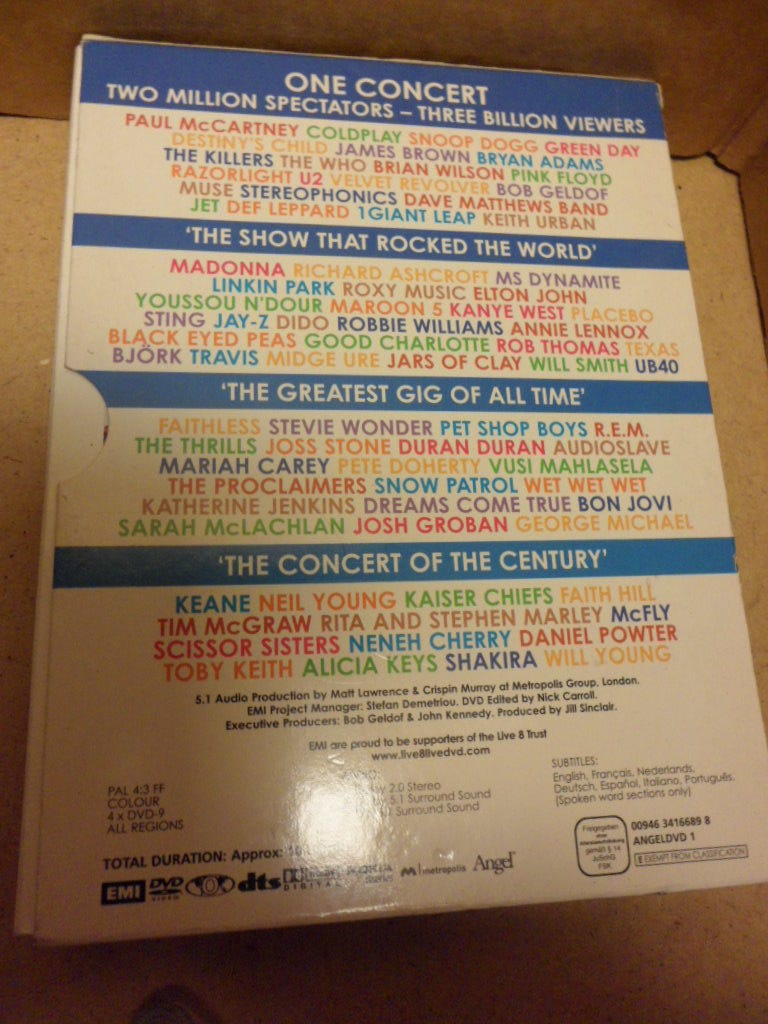 ONE CONCERT
TWO MILLION SPECTATORS – THREE BILLION VIEWERS
PAUL McCARTNEY COLDPLAY SNOOP DOGG GREEN DAY
DESTINY'S CHILD JAMES BROWN BRYAN ADAMS
THE KILLERS THE WHO BRIAN WILSON PINK FLOYD
RAZORLIGHT U2 VELVET REVOLVER BOB GELDOF
MUSE STEREOPHONICS DAVE MATTHEWS BAND
JET DEF LEPPARD 1GIANT LEAP KEITH URBAN
'THE SHOW THAT ROCKED THE WORLD'
MADONNA RICHARD ASHCROFT MS DYNAMITE
LINKIN PARK ROXY MUSIC ELTON JOHN
YOUSSOU N'DOUR MAROON 5 KANYE WEST PLACEBO
STING JAY-Z DIDO ROBBIE WILLIAMS ANNIE LENNOX
BLACK EYED PEAS GOOD CHARLOTTE ROB THOMAS TEXAS
BJÖRK TRAVIS MIDGE URE JARS OF CLAY WILL SMITH UB40
'THE GREATEST GIG OF ALL TIME'
FAITHLESS STEVIE WONDER PET SHOP BOYS R.E.M.
THE THRILLS JOSS STONE DURAN DURAN AUDIOSLAVE
MARIAH CAREY PETE DOHERTY VUSI MAHLASELA
THE PROCLAIMERS SNOW PATROL WET WET WET
KATHERINE JENKINS DREAMS COME TRUE BON JOVI
SARAH McLACHLAN JOSH GROBAN GEORGE MICHAEL
'THE CONCERT OF THE CENTURY'
KEANE NEIL YOUNG KAISER CHIEFS FAITH HILL
TIM McGRAW RITA AND STEPHEN MARLEY McFLY
SCISSOR SISTERS NENEH CHERRY DANIEL POWTER
TOBY KEITH ALICIA KEYS SHAKIRA WILL YOUNG
5.1 Audio Production by Matt Lawrence & Crispin Murray at Metropolis Group, London.
EMI Project Manager: Stefan Demetriou. DVD Edited by Nick Carroll.
Executive Producers: Bob Geldof & John Kennedy. Produced by Jill Sinclair.
EMI are proud to be supporters of the Live 8 Trust
www.live8livedvd.com
PAL 4:3 FF
COLOUR
4 x DVD-9
ALL REGIONS
2.0 Stereo
5.1 Surround Sound
Surround Sound
SUBTITLES:
English, Français, Nederlands,
Deutsch, Español, Italiano, Português.
(Spoken word sections only)
TOTAL DURATION: Approx:
EMI DVD VIDEO dts DIGITAL metropolis Angel
Freigegeben
ohne
Altersbeschränkung
gemäß § 14
JuSchG
FSK
00946 3416689 8
ANGELDVD 1
E EXEMPT FROM CLASSIFICATION